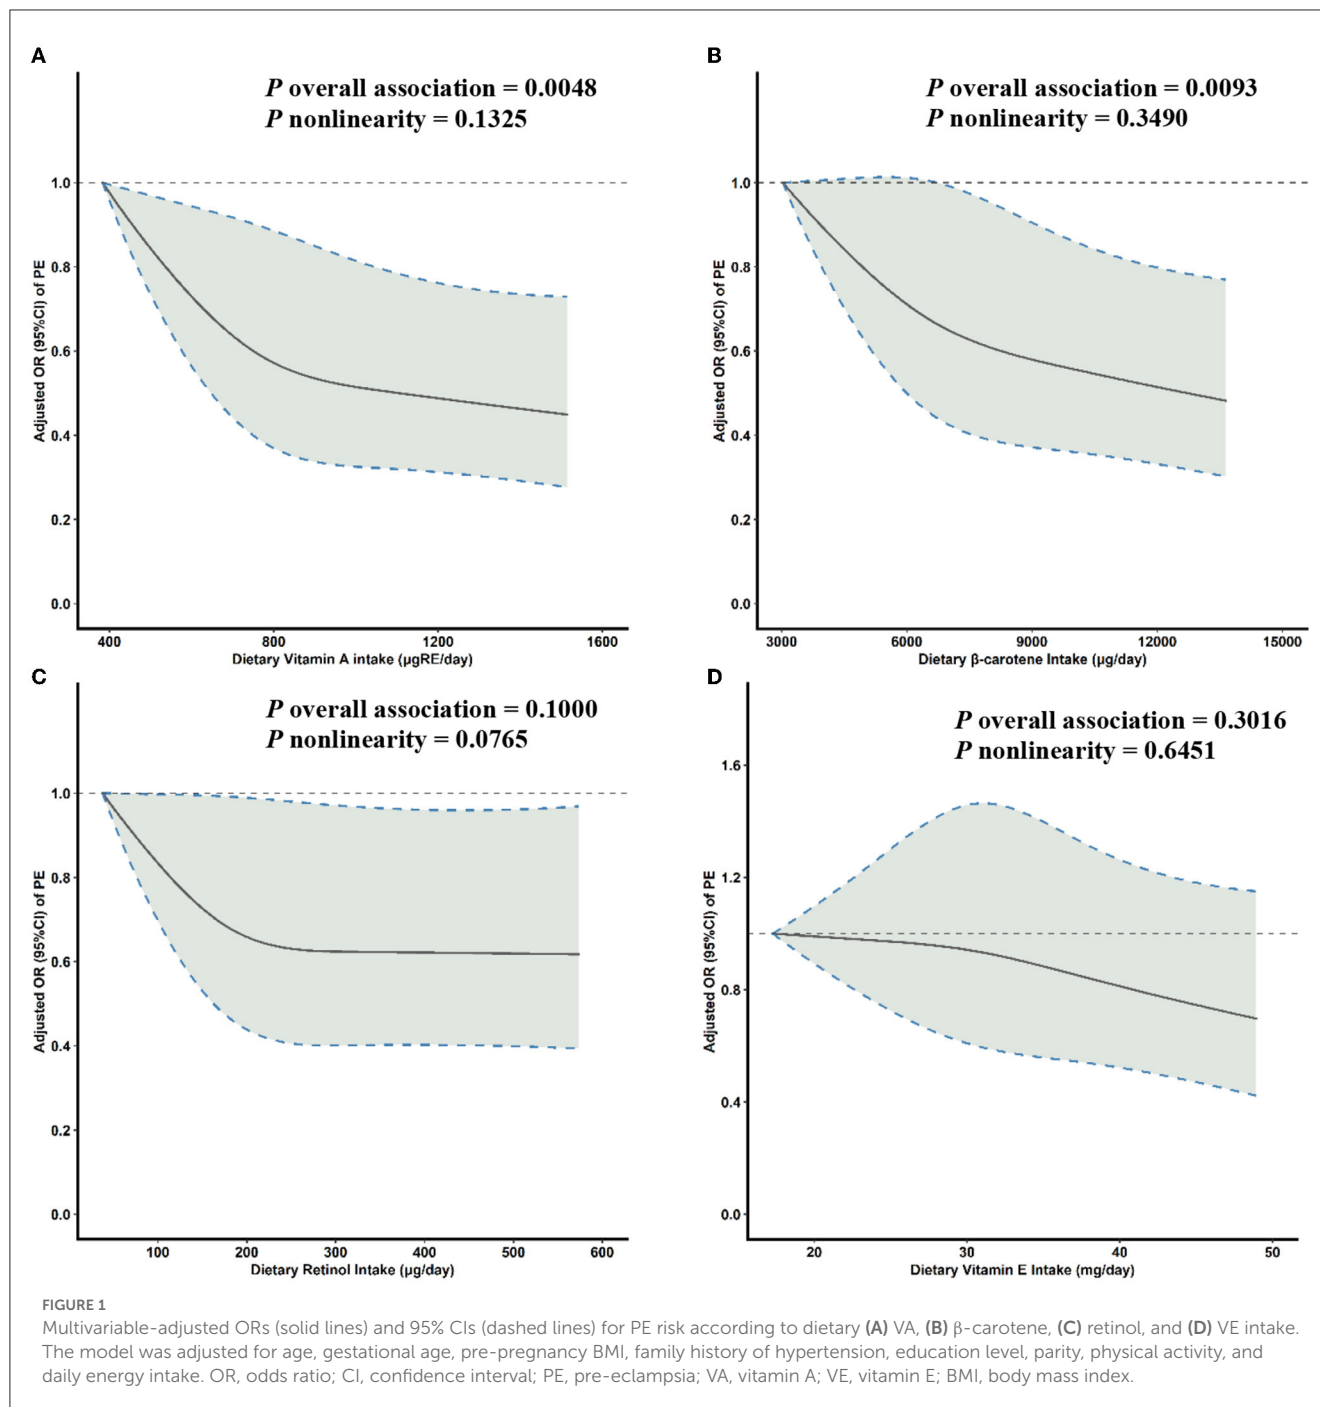 A
P overall association = 0.0048
P nonlinearity = 0.1325
1.0
0.8
0.6
0.4
0.2
0.0
Adjusted OR (95%CI) of PE
400 800 1200 1600
Dietary Vitamin A intake (µgRE/day)
B
P overall association = 0.0093
P nonlinearity = 0.3490
1.0
0.8
0.6
0.4
0.2
0.0
Adjusted OR (95%CI) of PE
3000 6000 9000 12000 15000
Dietary β-carotene Intake (µg/day)
C
P overall association = 0.1000
P nonlinearity = 0.0765
1.0
0.8
0.6
0.4
0.2
0.0
Adjusted OR (95%CI) of PE
100 200 300 400 500 600
Dietary Retinol Intake (µg/day)
D
P overall association = 0.3016
P nonlinearity = 0.6451
1.6
1.2
0.8
0.4
0.0
Adjusted OR (95%CI) of PE
20 30 40 50
Dietary Vitamin E Intake (mg/day)
FIGURE 1
Multivariable-adjusted ORs (solid lines) and 95% CIs (dashed lines) for PE risk according to dietary (A) VA, (B) β-carotene, (C) retinol, and (D) VE intake.
The model was adjusted for age, gestational age, pre-pregnancy BMI, family history of hypertension, education level, parity, physical activity, and
daily energy intake. OR, odds ratio; CI, confidence interval; PE, pre-eclampsia; VA, vitamin A; VE, vitamin E; BMI, body mass index.